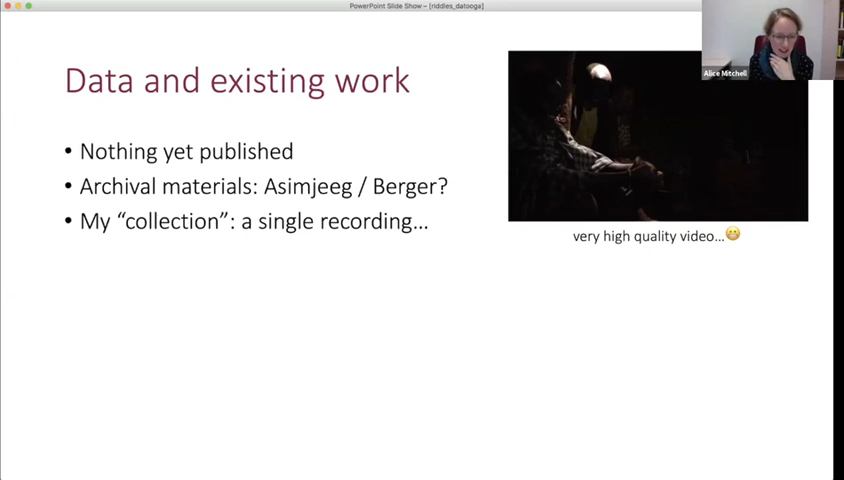 PowerPoint Slide Show – [riddles_datooga]
Alice Mitchell
Data and existing work
• Nothing yet published
• Archival materials: Asimjeeg / Berger?
• My “collection”: a single recording…
very high quality video…😬